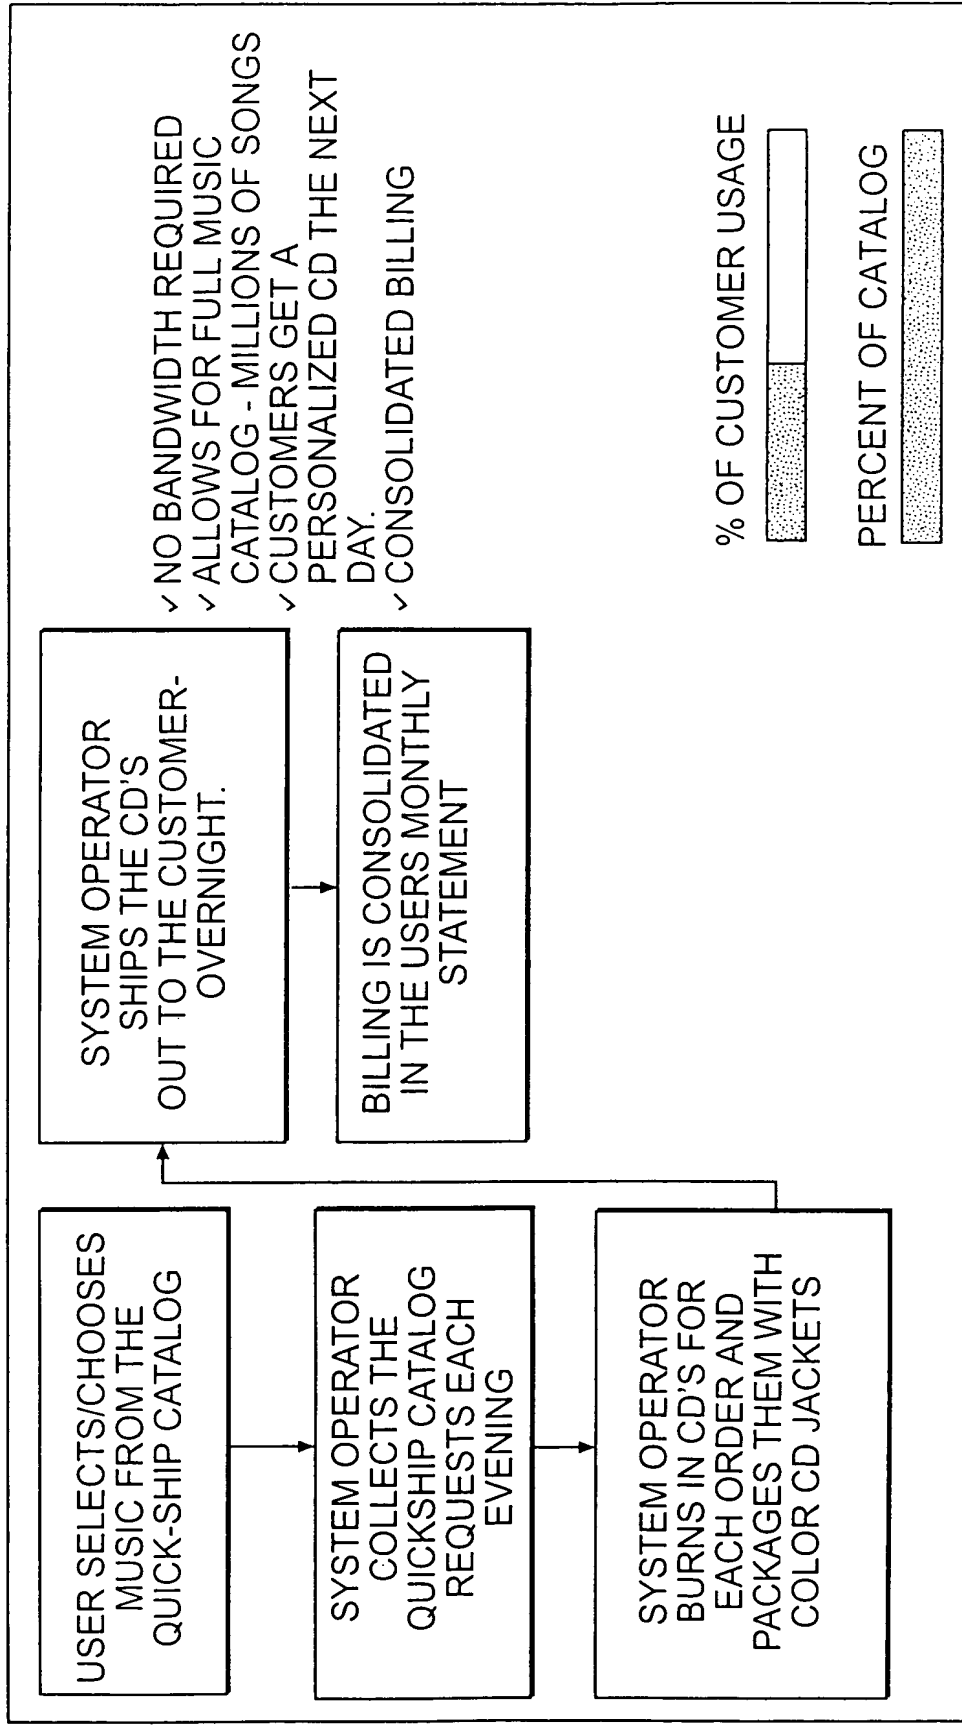 USER SELECTS/CHOOSES
MUSIC FROM THE
QUICK-SHIP CATALOG
SYSTEM OPERATOR
COLLECTS THE
QUICKSHIP CATALOG
REQUESTS EACH
EVENING
SYSTEM OPERATOR
BURNS IN CD'S FOR
EACH ORDER AND
PACKAGES THEM WITH
COLOR CD JACKETS
SYSTEM OPERATOR
SHIPS THE CD'S
OUT TO THE CUSTOMER-
OVERNIGHT.
BILLING IS CONSOLIDATED
IN THE USERS MONTHLY
STATEMENT
✓ NO BANDWIDTH REQUIRED
✓ ALLOWS FOR FULL MUSIC
CATALOG - MILLIONS OF SONGS
✓ CUSTOMERS GET A
PERSONALIZED CD THE NEXT
DAY.
✓ CONSOLIDATED BILLING
% OF CUSTOMER USAGE
PERCENT OF CATALOG